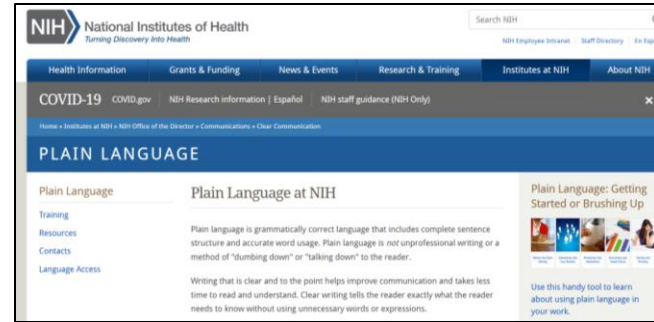 NIH
National Institutes of Health
Turning Discovery Into Health
Search NIH
NIH Employee Intranet Staff Directory En Esp
Health Information Grants & Funding News & Events Research & Training Institutes at NIH About NIH
COVID-19 COVID.gov NIH Research information | Español NIH staff guidance (NIH Only)
Home » Institutes at NIH » NIH Office of the Director » Communications » Clear Communication
PLAIN LANGUAGE
Plain Language
Training
Resources
Contacts
Language Access
Plain Language at NIH
Plain language is grammatically correct language that includes complete sentence
structure and accurate word usage. Plain language is not unprofessional writing or a
method of "dumbing down" or "talking down" to the reader.
Writing that is clear and to the point helps improve communication and takes less
time to read and understand. Clear writing tells the reader exactly what the reader
needs to know without using unnecessary words or expressions.
Plain Language: Getting
Started or Brushing Up
Use this handy tool to learn
about using plain language in
your work.